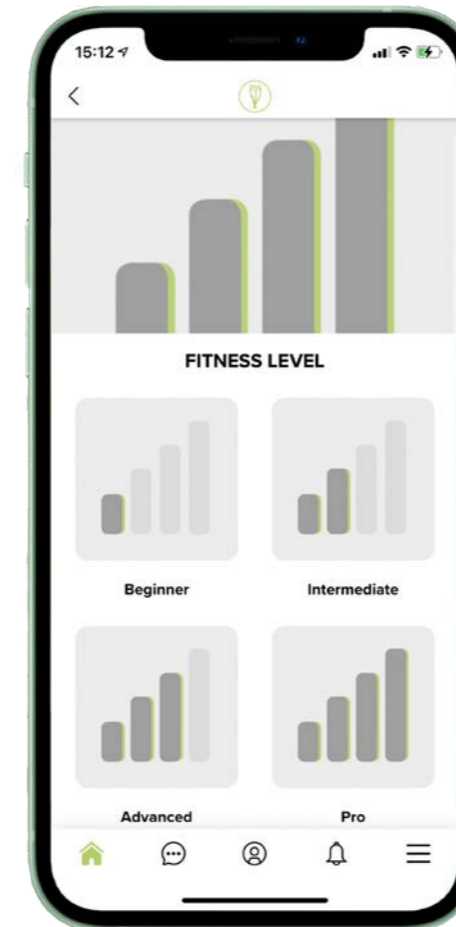 15:12
FITNESS LEVEL
Beginner
Intermediate
Advanced
Pro